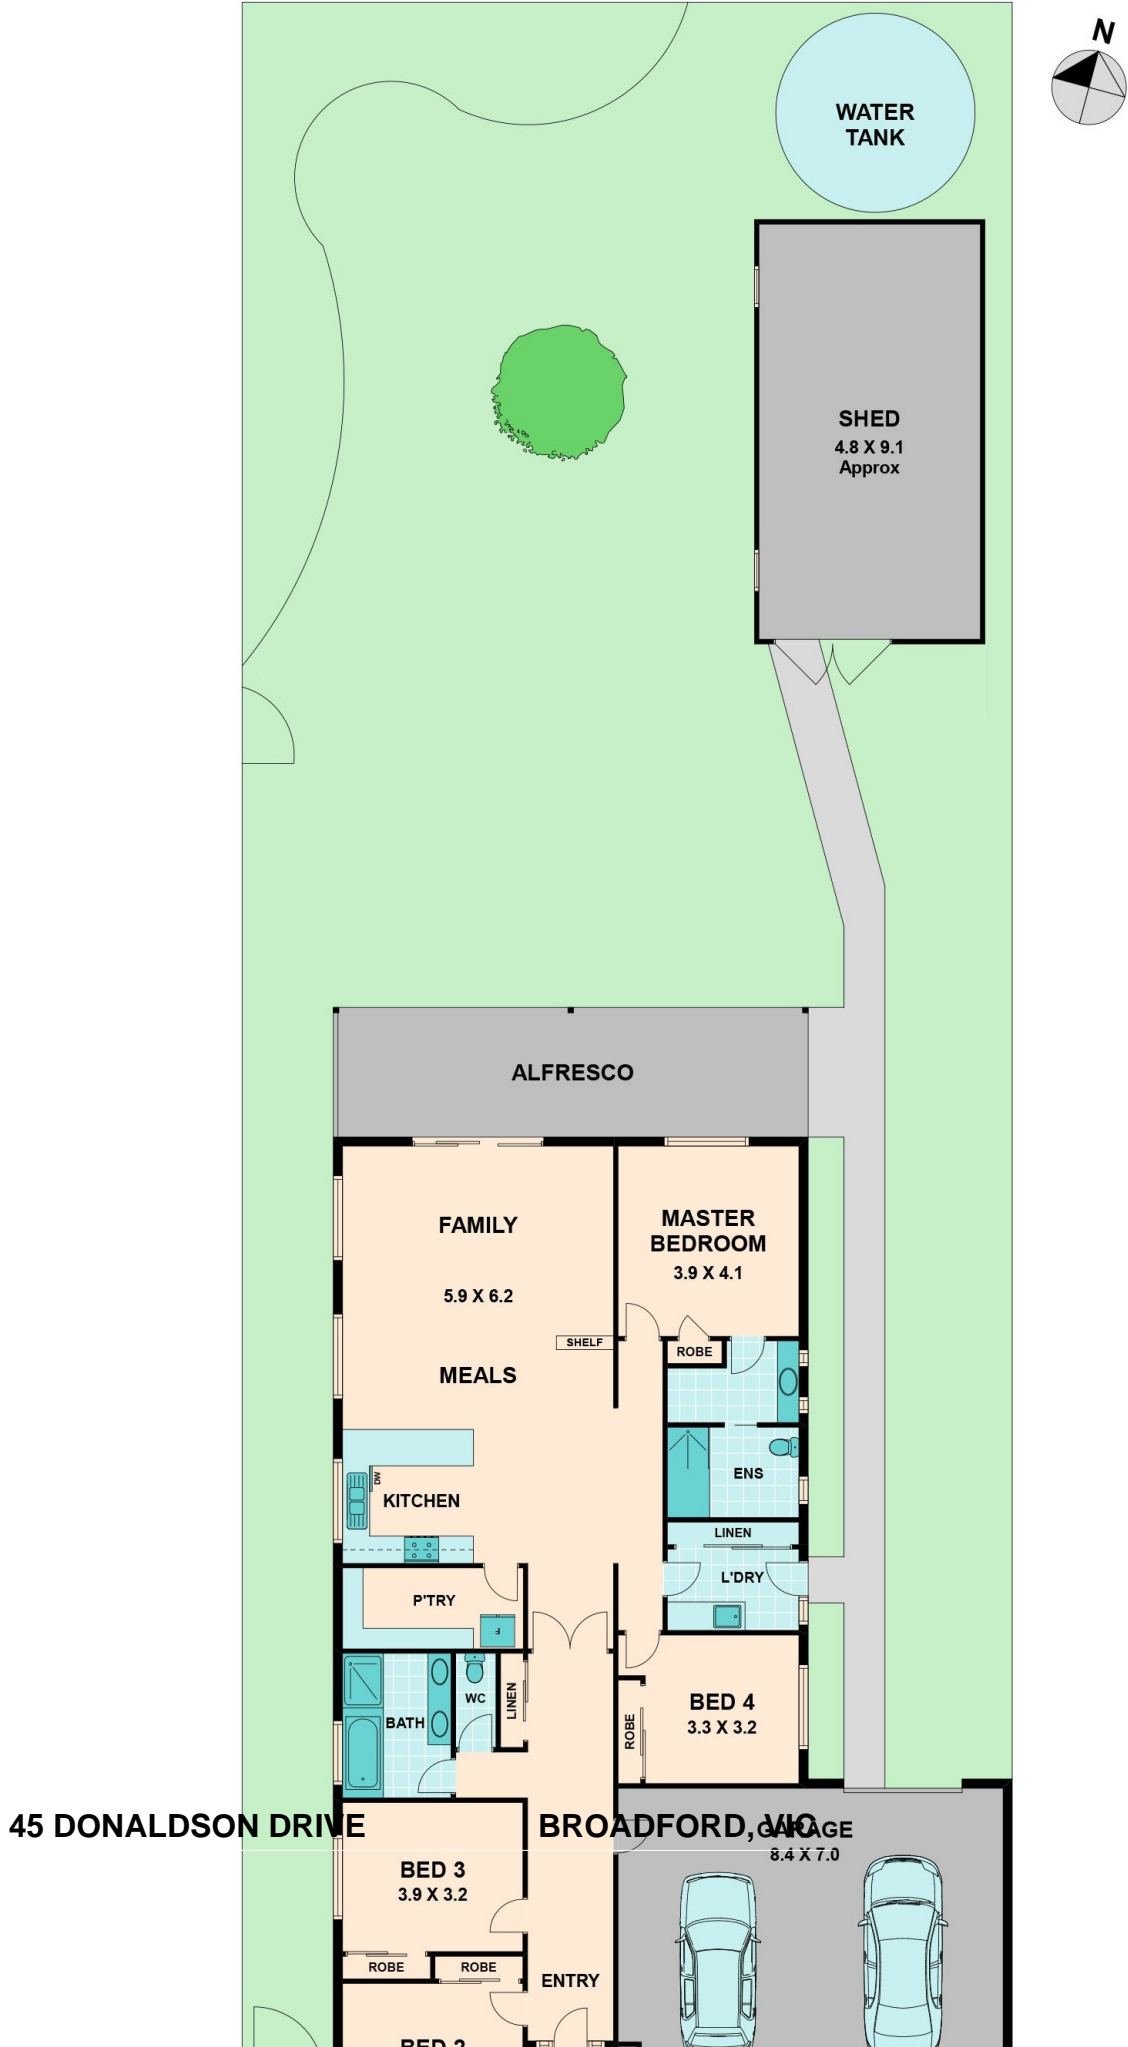 N
WATER
TANK
SHED
4.8 X 9.1
Approx
ALFRESCO
FAMILY
5.9 X 6.2
MASTER
BEDROOM
3.9 X 4.1
SHELF
ROBE
MEALS
DW
KITCHEN
ENS
LINEN
L'DRY
P'TRY
F
BATH
WC
LINEN
ROBE
BED 4
3.3 X 3.2
45 DONALDSON DRIVE BROADFORD, VIC
GARAGE
8.4 X 7.0
BED 3
3.9 X 3.2
ROBE
ROBE
ENTRY
BED 2